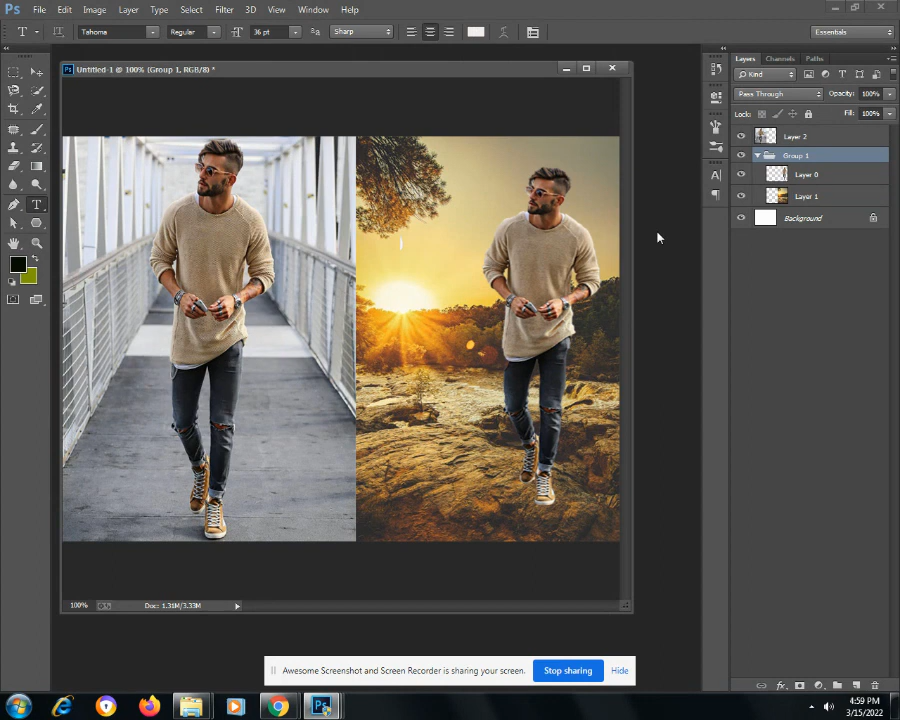 Ps File Edit Image Layer Type Select Filter 3D View Window Help
T Tahoma Regular 36 pt aa Sharp Essentials
Ps Untitled-1 @ 100% (Group 1, RGB/8) *
Layers Channels Paths
Kind
Pass Through Opacity: 100%
Lock: Fill: 100%
Layer 2
Group 1
Layer 0
Layer 1
Background
100% Doc: 1.31M/3.33M
Awesome Screenshot and Screen Recorder is sharing your screen. Stop sharing Hide
4:59 PM
3/15/2022